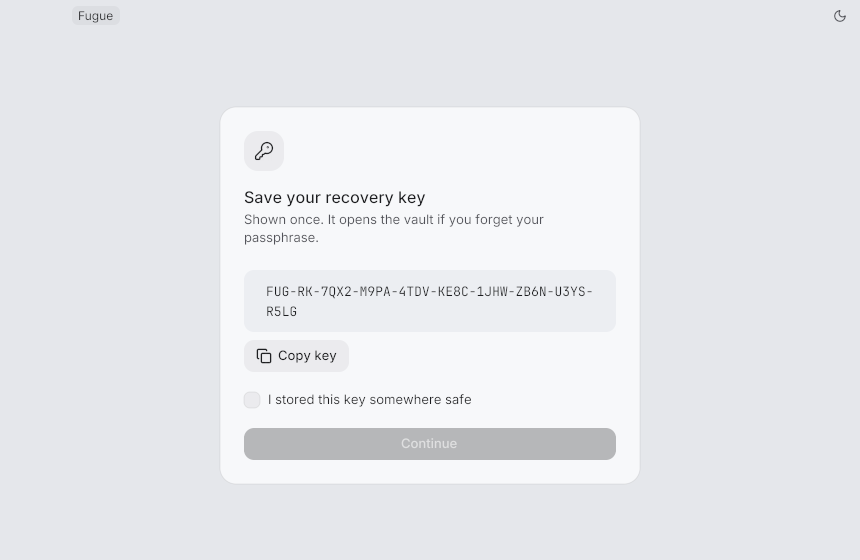 Fugue
Save your recovery key
Shown once. It opens the vault if you forget your
passphrase.
FUG-RK-7QX2-M9PA-4TDV-KE8C-1JHW-ZB6N-U3YS-
R5LG
Copy key
I stored this key somewhere safe
Continue